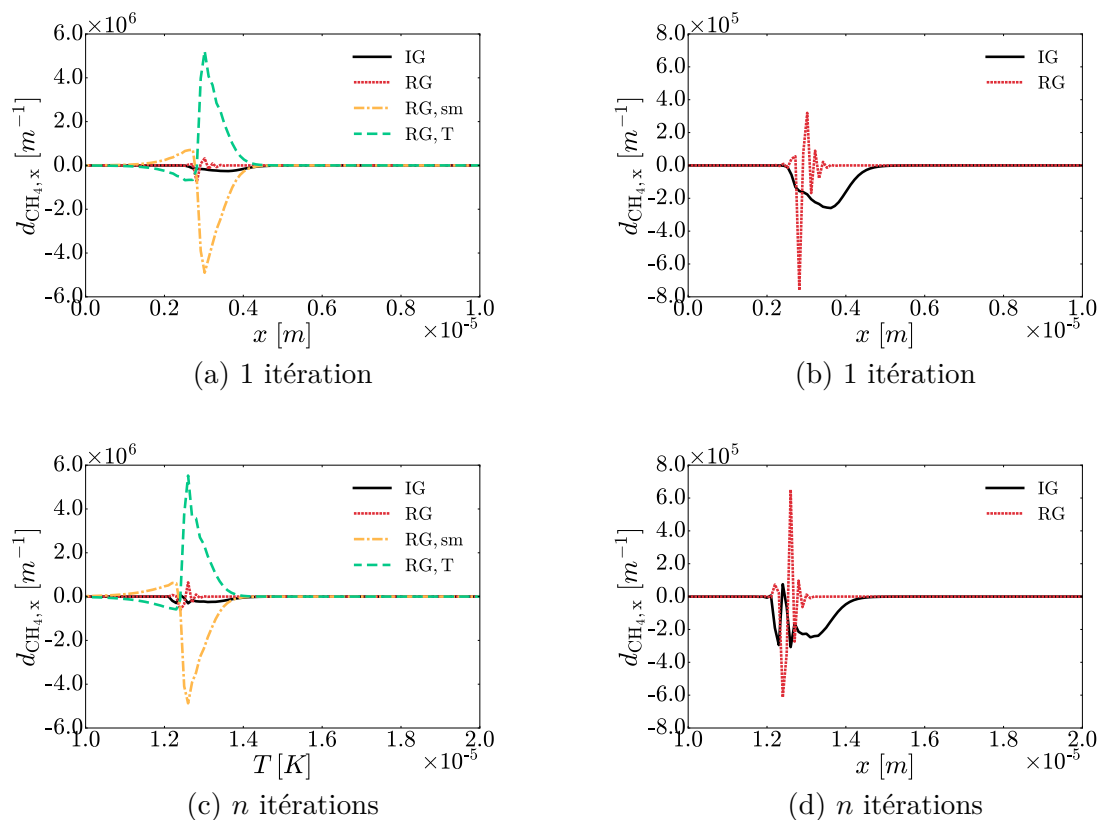 ×10⁶
6.0
4.0
2.0
0.0
-2.0
-4.0
-6.0
d_{CH₄, x} [m⁻¹]
IG
RG
RG, sm
RG, T
0.0 0.2 0.4 0.6 0.8 1.0
×10⁻⁵
x [m]
(a) 1 itération
×10⁵
8.0
6.0
4.0
2.0
0.0
-2.0
-4.0
-6.0
-8.0
d_{CH₄, x} [m⁻¹]
IG
RG
0.0 0.2 0.4 0.6 0.8 1.0
×10⁻⁵
x [m]
(b) 1 itération
×10⁶
6.0
4.0
2.0
0.0
-2.0
-4.0
-6.0
d_{CH₄, x} [m⁻¹]
IG
RG
RG, sm
RG, T
1.0 1.2 1.4 1.6 1.8 2.0
×10⁻⁵
T [K]
(c) n itérations
×10⁵
8.0
6.0
4.0
2.0
0.0
-2.0
-4.0
-6.0
-8.0
d_{CH₄, x} [m⁻¹]
IG
RG
1.0 1.2 1.4 1.6 1.8 2.0
×10⁻⁵
x [m]
(d) n itérations